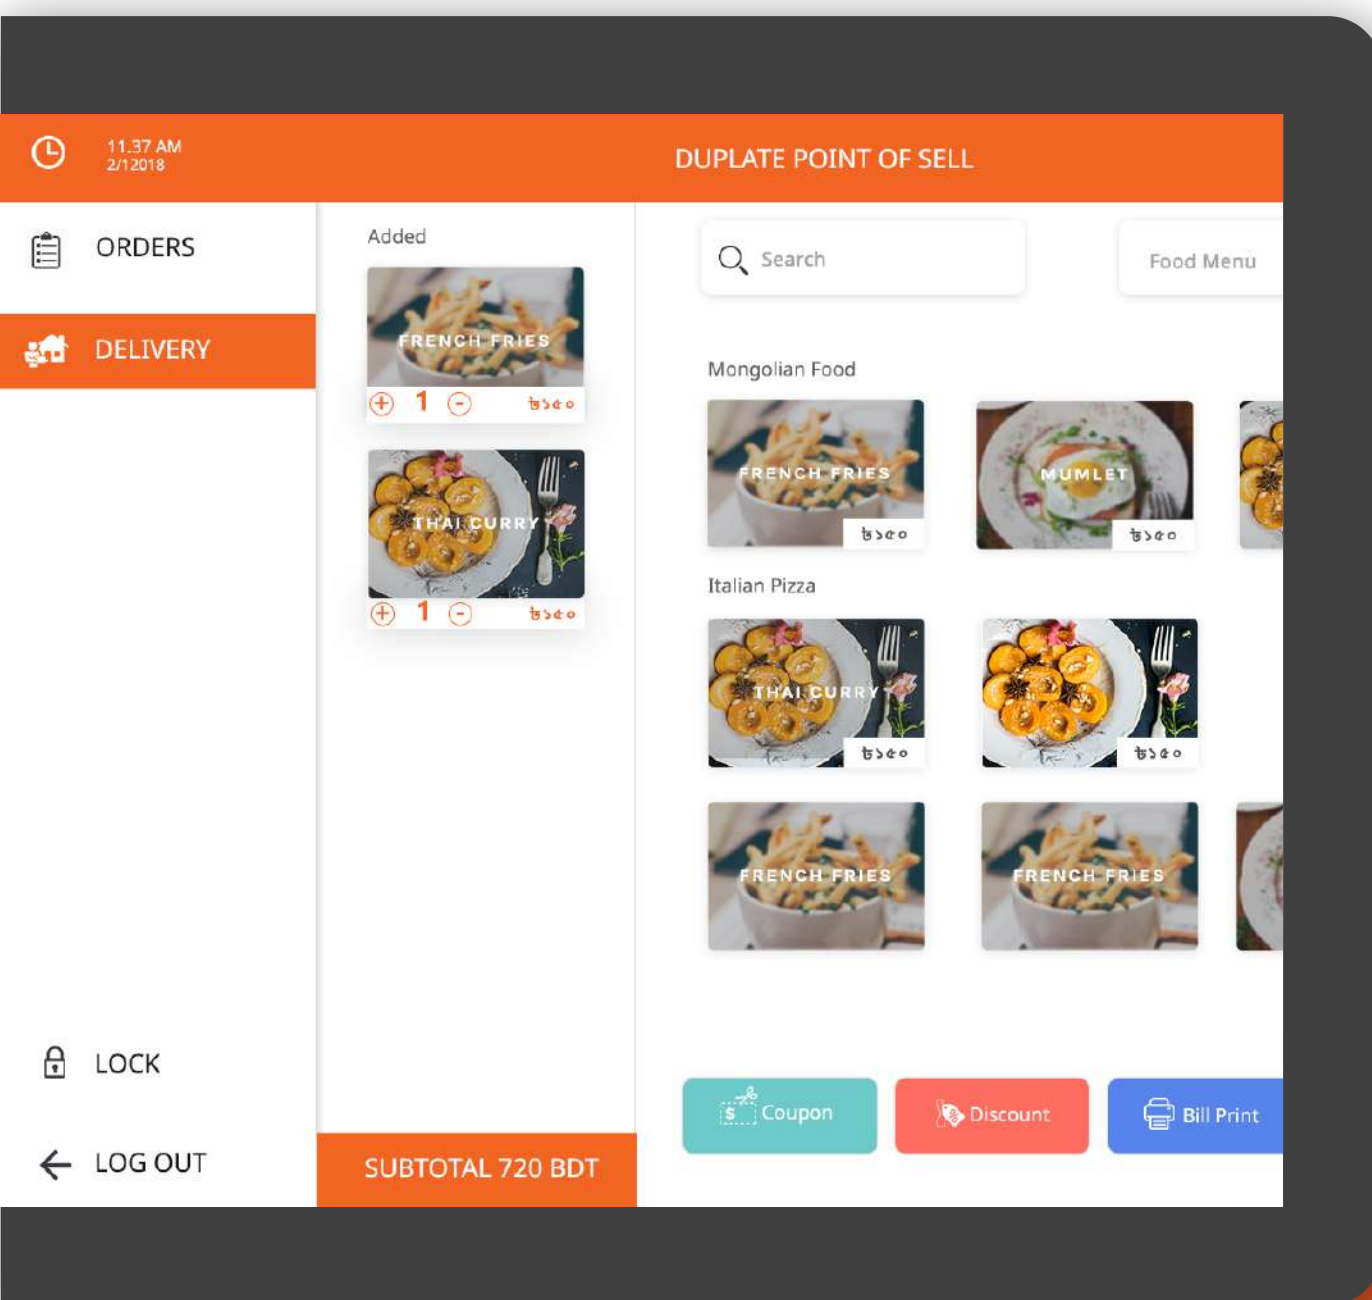 11.37 AM
2/12018
DUPLATE POINT OF SELL
ORDERS
DELIVERY
LOCK
LOG OUT
Added
FRENCH FRIES
1
৳১৫০
THAI CURRY
1
৳১৫০
SUBTOTAL 720 BDT
Search
Food Menu
Mongolian Food
FRENCH FRIES
৳১৫০
MUMLET
৳১৫০
Italian Pizza
THAI CURRY
৳১৫০
৳১৫০
FRENCH FRIES
FRENCH FRIES
$ Coupon
Discount
Bill Print